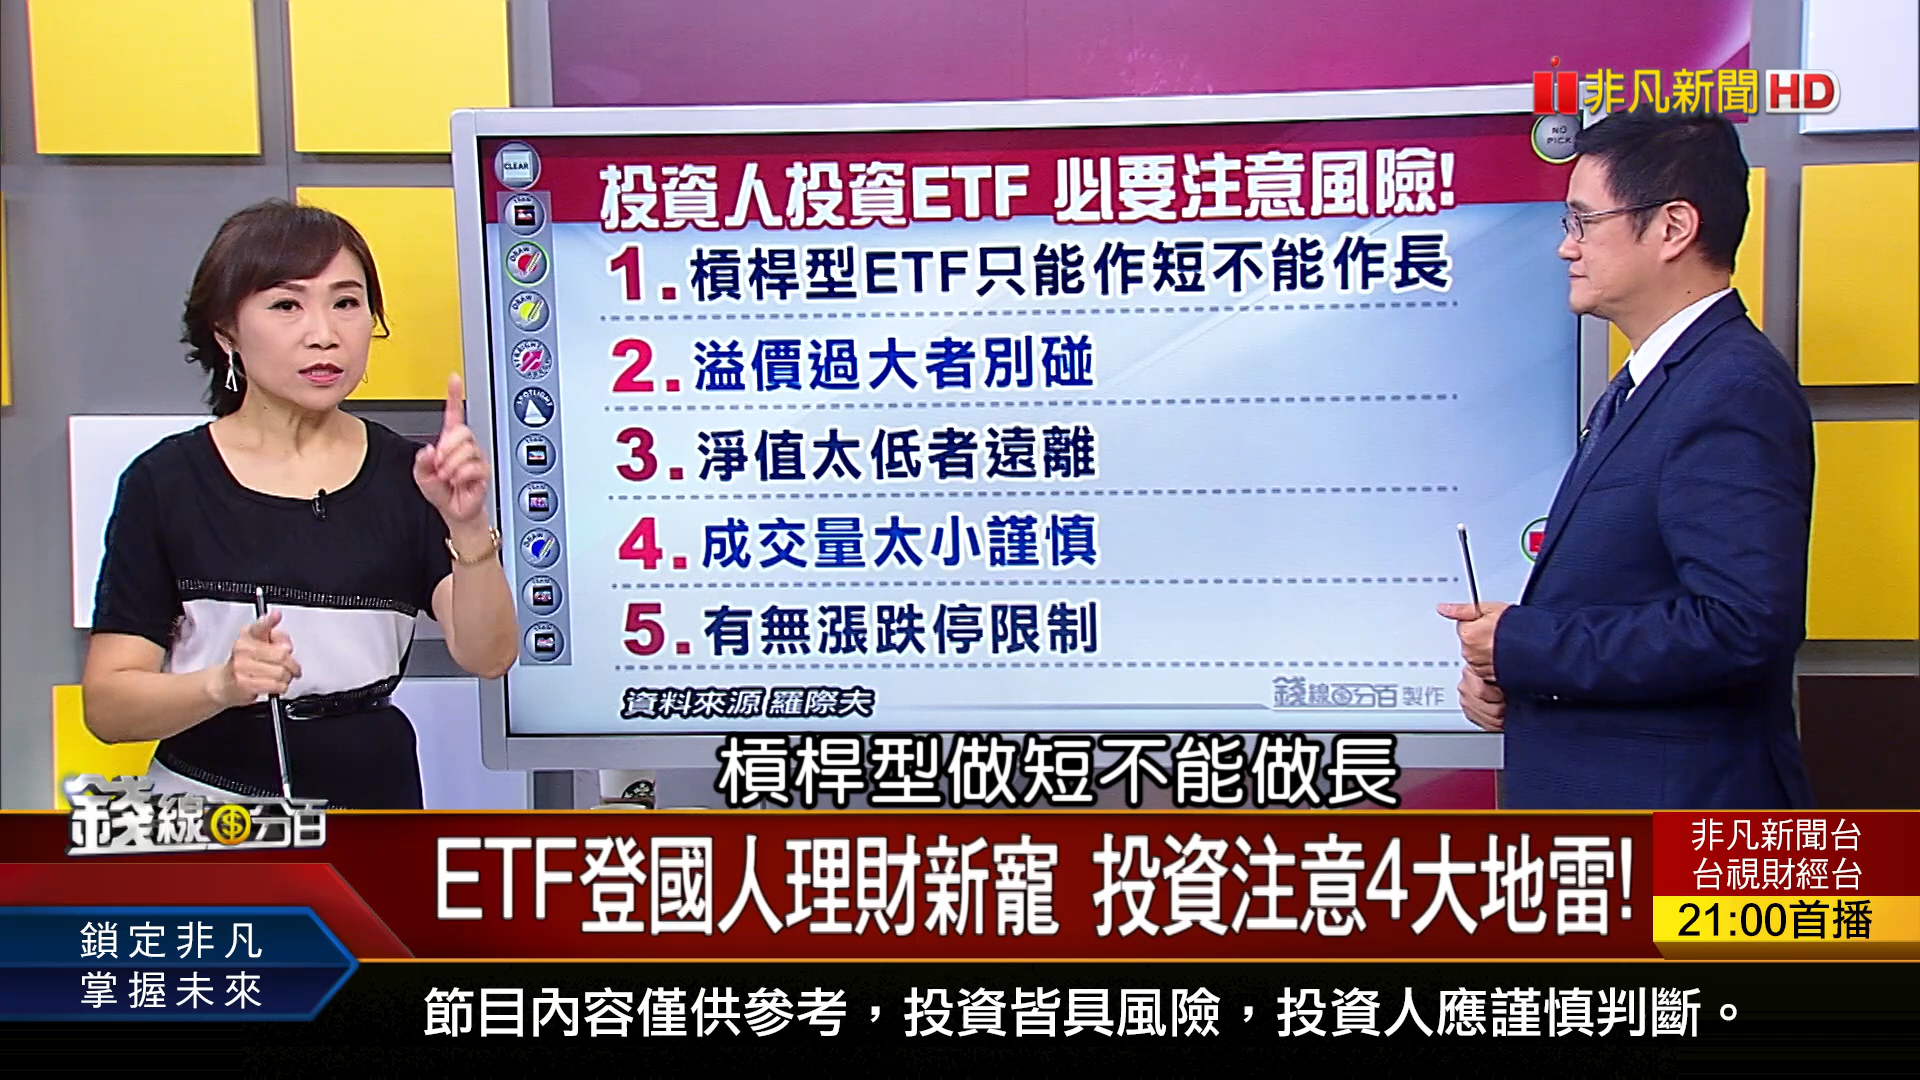 非凡新聞HD
CLEAR
NO
PICK
投資人投資ETF 必要注意風險!
1.槓桿型ETF只能作短不能作長
DRAW
2.溢價過大者別碰
3.淨值太低者遠離
SPOTLIGHT
4.成交量太小謹慎
5.有無漲跌停限制
資料來源 羅際夫
錢線百分百 製作
槓桿型做短不能做長
錢線百分百
ETF登國人理財新寵 投資注意4大地雷!
非凡新聞台
台視財經台
21:00首播
鎖定非凡
掌握未來
節目內容僅供參考，投資皆具風險，投資人應謹慎判斷。